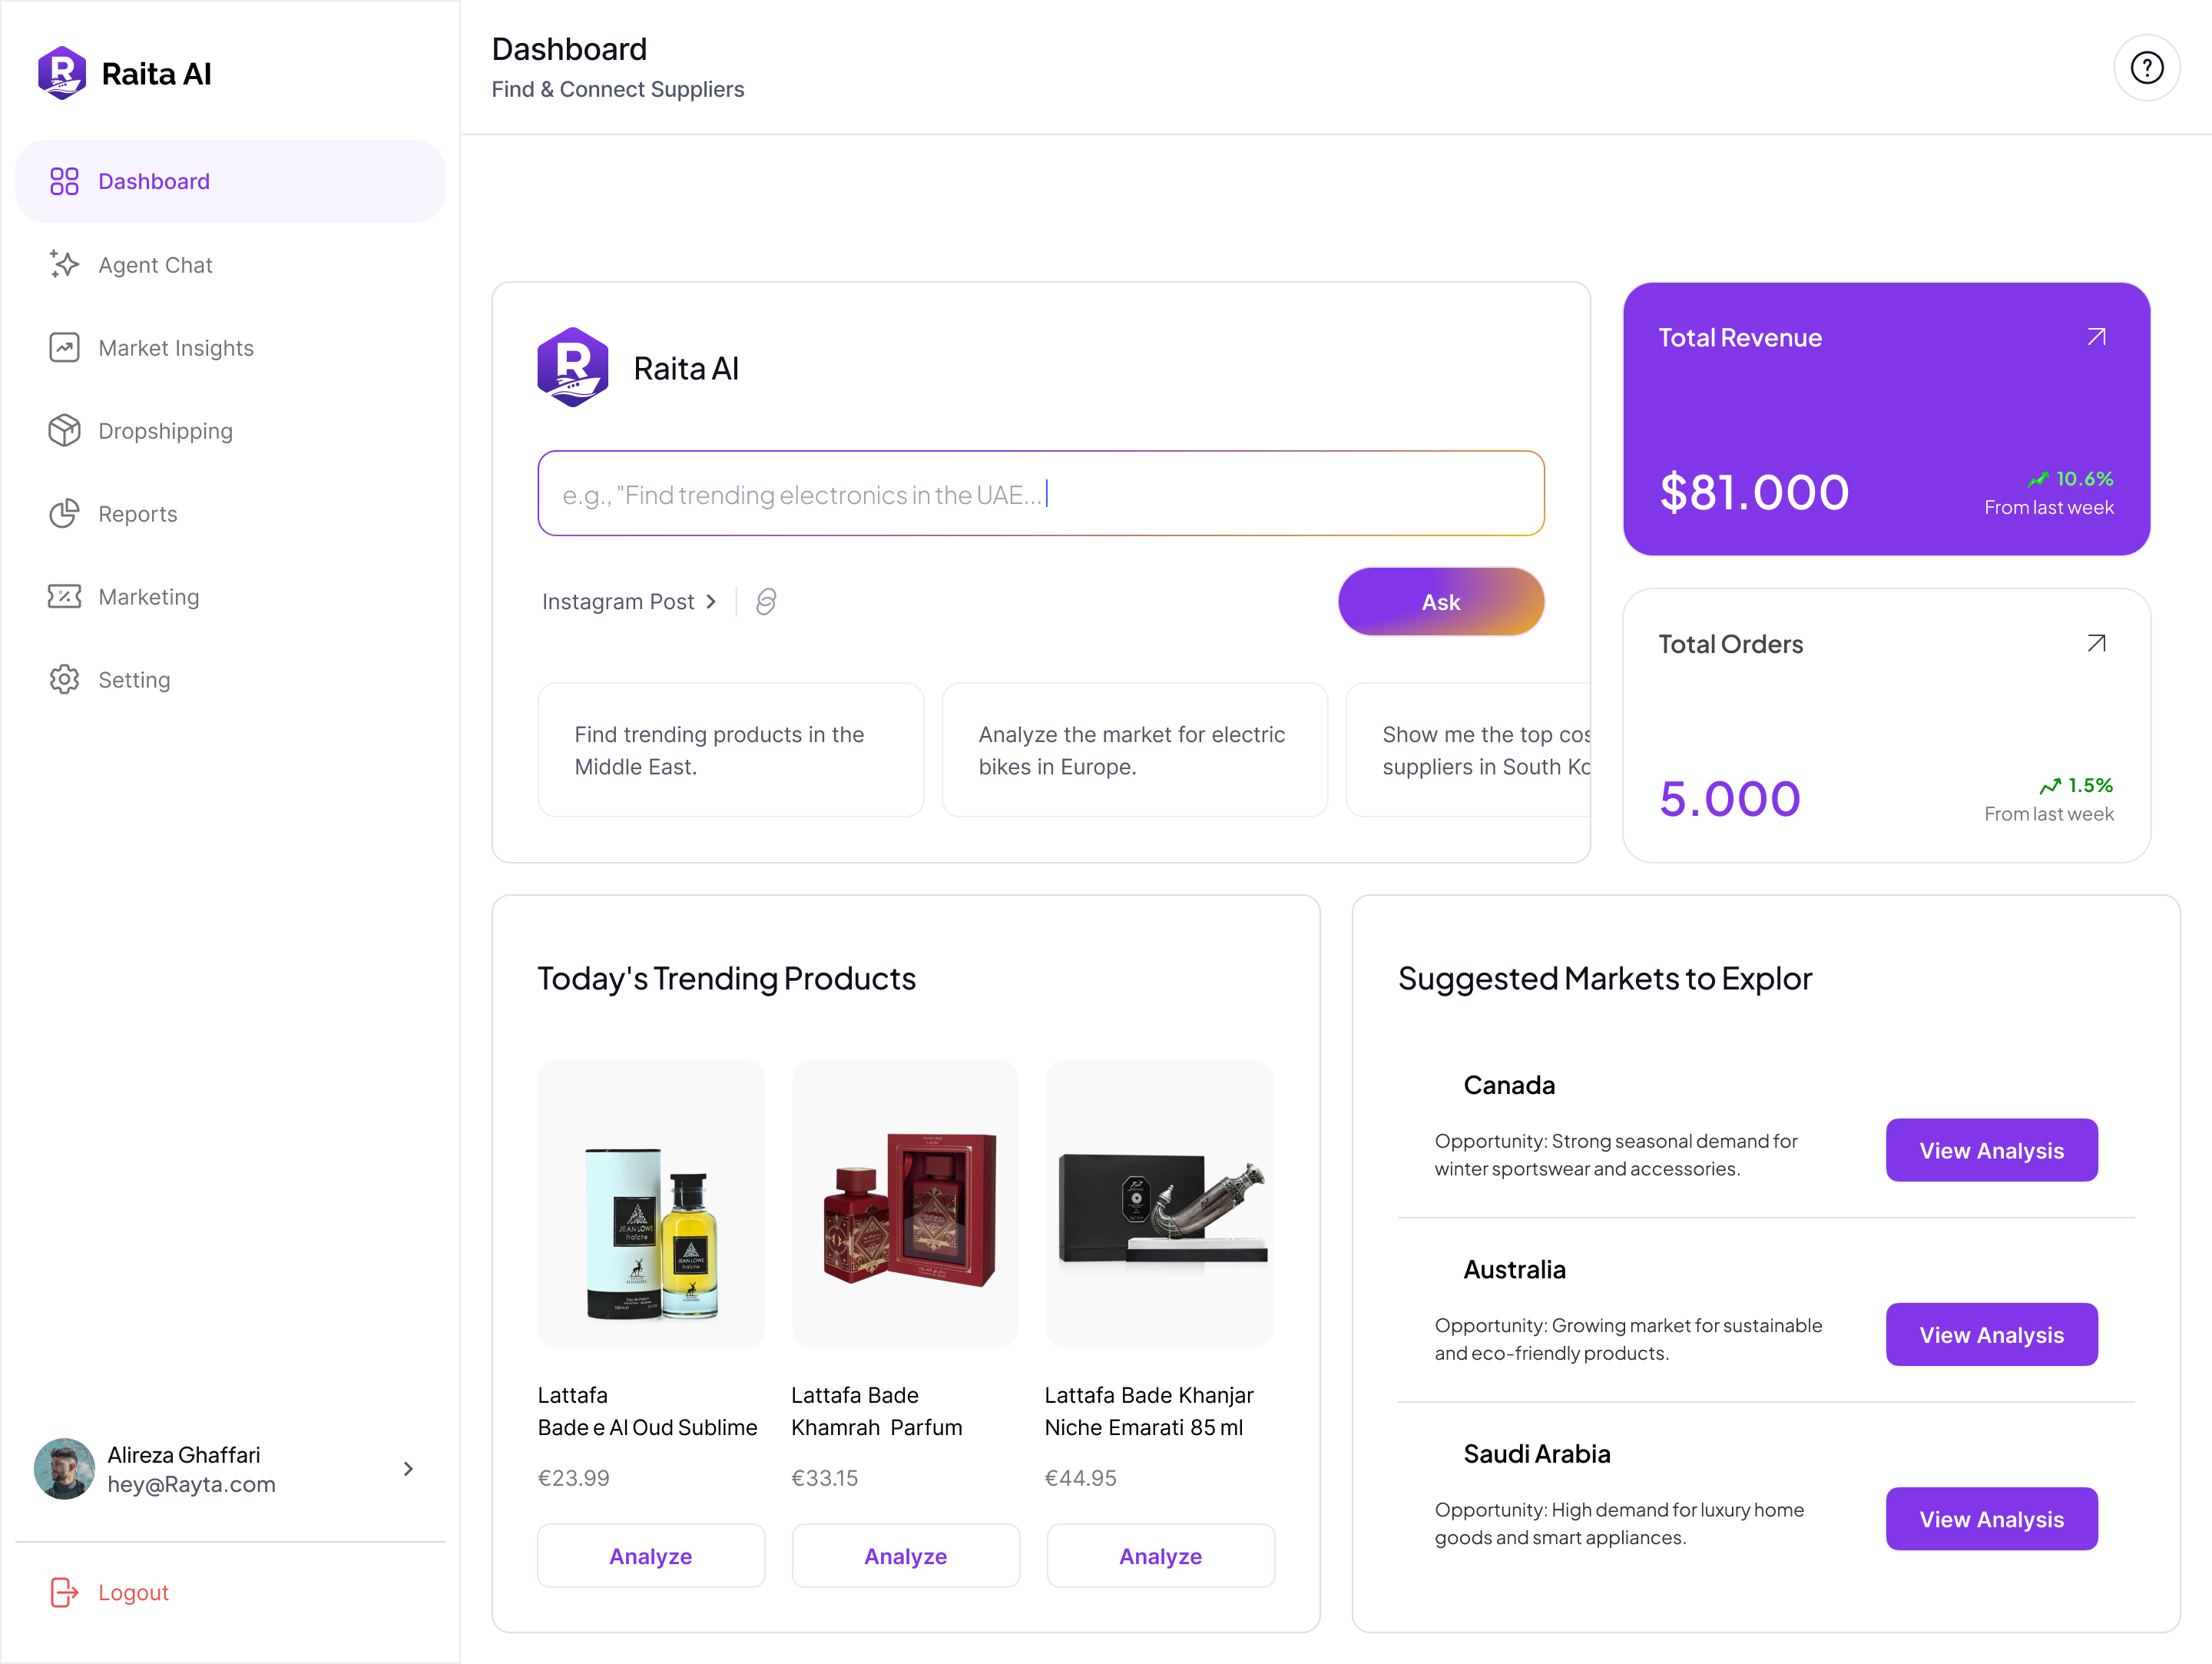 Raita AI
Dashboard
Agent Chat
Market Insights
Dropshipping
Reports
Marketing
Setting
Alireza Ghaffari
hey@Rayta.com
Logout
Dashboard
Find & Connect Suppliers
Raita AI
e.g., "Find trending electronics in the UAE...
Instagram Post
Ask
Find trending products in the
Middle East.
Analyze the market for electric
bikes in Europe.
Show me the top cos
suppliers in South Ko
Total Revenue
$81.000
10.6%
From last week
Total Orders
5.000
1.5%
From last week
Today's Trending Products
JEAN LOWE
fraîche
JEAN LOWE
fraîche
Lattafa
Bade e Al Oud Sublime
€23.99
Analyze
Lattafa Bade
Khamrah Parfum
€33.15
Analyze
Lattafa Bade Khanjar
Niche Emarati 85 ml
€44.95
Analyze
Suggested Markets to Explor
Canada
Opportunity: Strong seasonal demand for
winter sportswear and accessories.
View Analysis
Australia
Opportunity: Growing market for sustainable
and eco-friendly products.
View Analysis
Saudi Arabia
Opportunity: High demand for luxury home
goods and smart appliances.
View Analysis